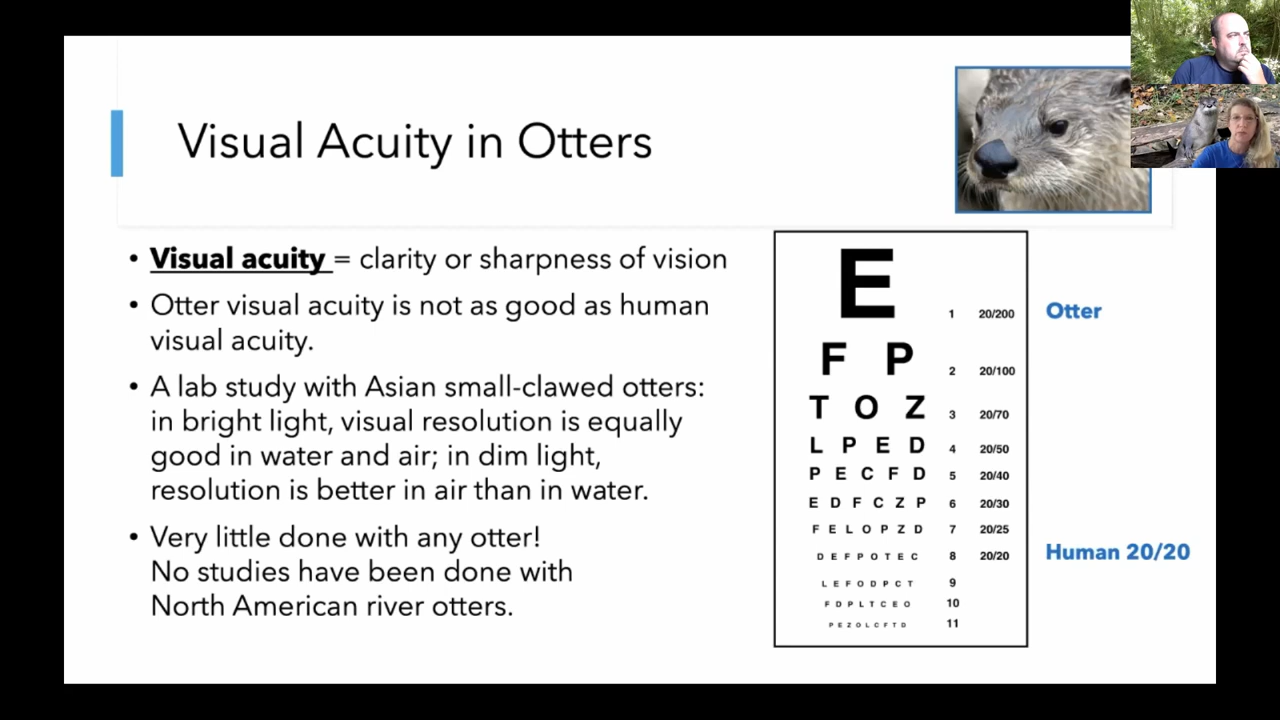 Visual Acuity in Otters
• Visual acuity = clarity or sharpness of vision
• Otter visual acuity is not as good as human
visual acuity.
• A lab study with Asian small-clawed otters:
in bright light, visual resolution is equally
good in water and air; in dim light,
resolution is better in air than in water.
• Very little done with any otter!
No studies have been done with
North American river otters.
E 1 20/200
Otter
F P 2 20/100
T O Z 3 20/70
L P E D 4 20/50
P E C F D 5 20/40
E D F C Z P 6 20/30
F E L O P Z D 7 20/25
D E F P O T E C 8 20/20
Human 20/20
L E F O D P C T 9
F D P L T C E O 10
P E Z O L C F T D 11